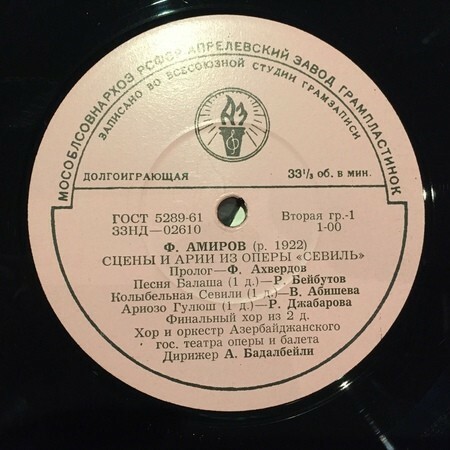 МОСОБЛСОВНАРХОЗ РСФСР АПРЕЛЕВСКИЙ ЗАВОД ГРАМПЛАСТИНОК
ЗАПИСАНО ВО ВСЕСОЮЗНОЙ СТУДИИ ГРАМЗАПИСИ
ДОЛГОИГРАЮЩАЯ 33⅓ об. в мин.
ГОСТ 5289-61 Вторая гр.-1
33НД—02610 1-00
Ф. АМИРОВ (р. 1922)
СЦЕНЫ И АРИИ ИЗ ОПЕРЫ «СЕВИЛЬ»
Пролог—Ф. Ахвердов
Песня Балаша (1 д.)—Р. Бейбутов
Колыбельная Севили (1 д.)—В. Абишева
Ариозо Гулюш (1 д.)—Р. Джабарова
Финальный хор из 2 д.
Хор и оркестр Азербайджанского
гос. театра оперы и балета
Дирижер А. Бадалбейли